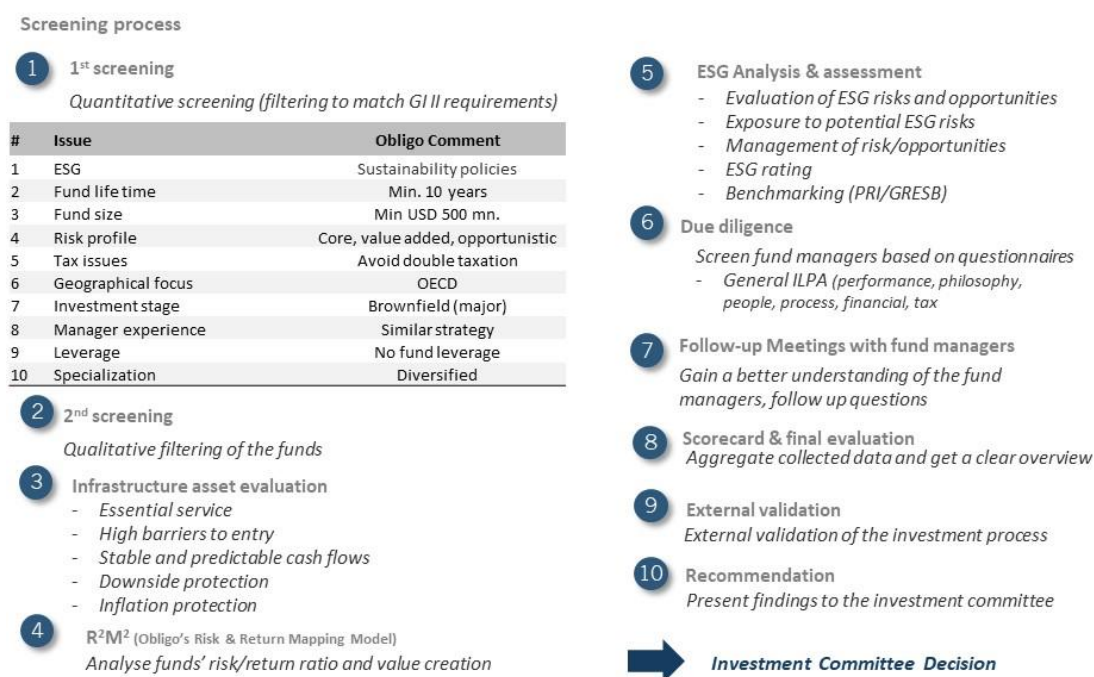 Screening process
1
1st screening
Quantitative screening (filtering to match GI II requirements)
# Issue Obligo Comment
1 ESG Sustainability policies
2 Fund life time Min. 10 years
3 Fund size Min USD 500 mn.
4 Risk profile Core, value added, opportunistic
5 Tax issues Avoid double taxation
6 Geographical focus OECD
7 Investment stage Brownfield (major)
8 Manager experience Similar strategy
9 Leverage No fund leverage
10 Specialization Diversified
2
2nd screening
Qualitative filtering of the funds
3
Infrastructure asset evaluation
- Essential service
- High barriers to entry
- Stable and predictable cash flows
- Downside protection
- Inflation protection
4
R²M² (Obligo's Risk & Return Mapping Model)
Analyse funds' risk/return ratio and value creation
5
ESG Analysis & assessment
- Evaluation of ESG risks and opportunities
- Exposure to potential ESG risks
- Management of risk/opportunities
- ESG rating
- Benchmarking (PRI/GRESB)
6
Due diligence
Screen fund managers based on questionnaires
- General ILPA (performance, philosophy,
people, process, financial, tax
7
Follow-up Meetings with fund managers
Gain a better understanding of the fund
managers, follow up questions
8
Scorecard & final evaluation
Aggregate collected data and get a clear overview
9
External validation
External validation of the investment process
10
Recommendation
Present findings to the investment committee
Investment Committee Decision